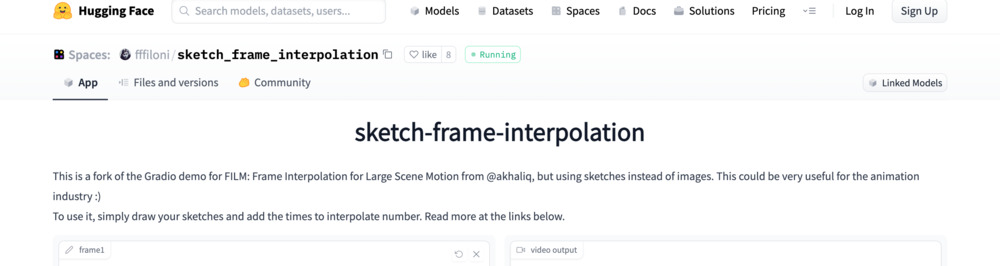 Hugging Face Search models, datasets, users... Models Datasets Spaces Docs Solutions Pricing Log In Sign Up
Spaces: fffiloni/sketch_frame_interpolation like 8 Running
App Files and versions Community Linked Models
sketch-frame-interpolation
This is a fork of the Gradio demo for FILM: Frame Interpolation for Large Scene Motion from @akhaliq, but using sketches instead of images. This could be very useful for the animation
industry :)
To use it, simply draw your sketches and add the times to interpolate number. Read more at the links below.
frame1 video output